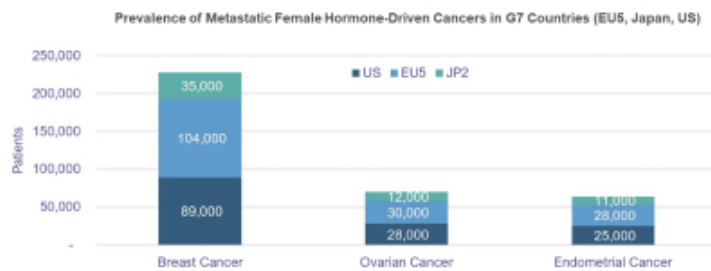 Prevalence of Metastatic Female Hormone-Driven Cancers in G7 Countries (EU5, Japan, US)
250,000
200,000
150,000
100,000
50,000
-
Patients
US EU5 JP2
35,000
104,000
89,000
12,000
30,000
28,000
11,000
28,000
25,000
Breast Cancer
Ovarian Cancer
Endometrial Cancer